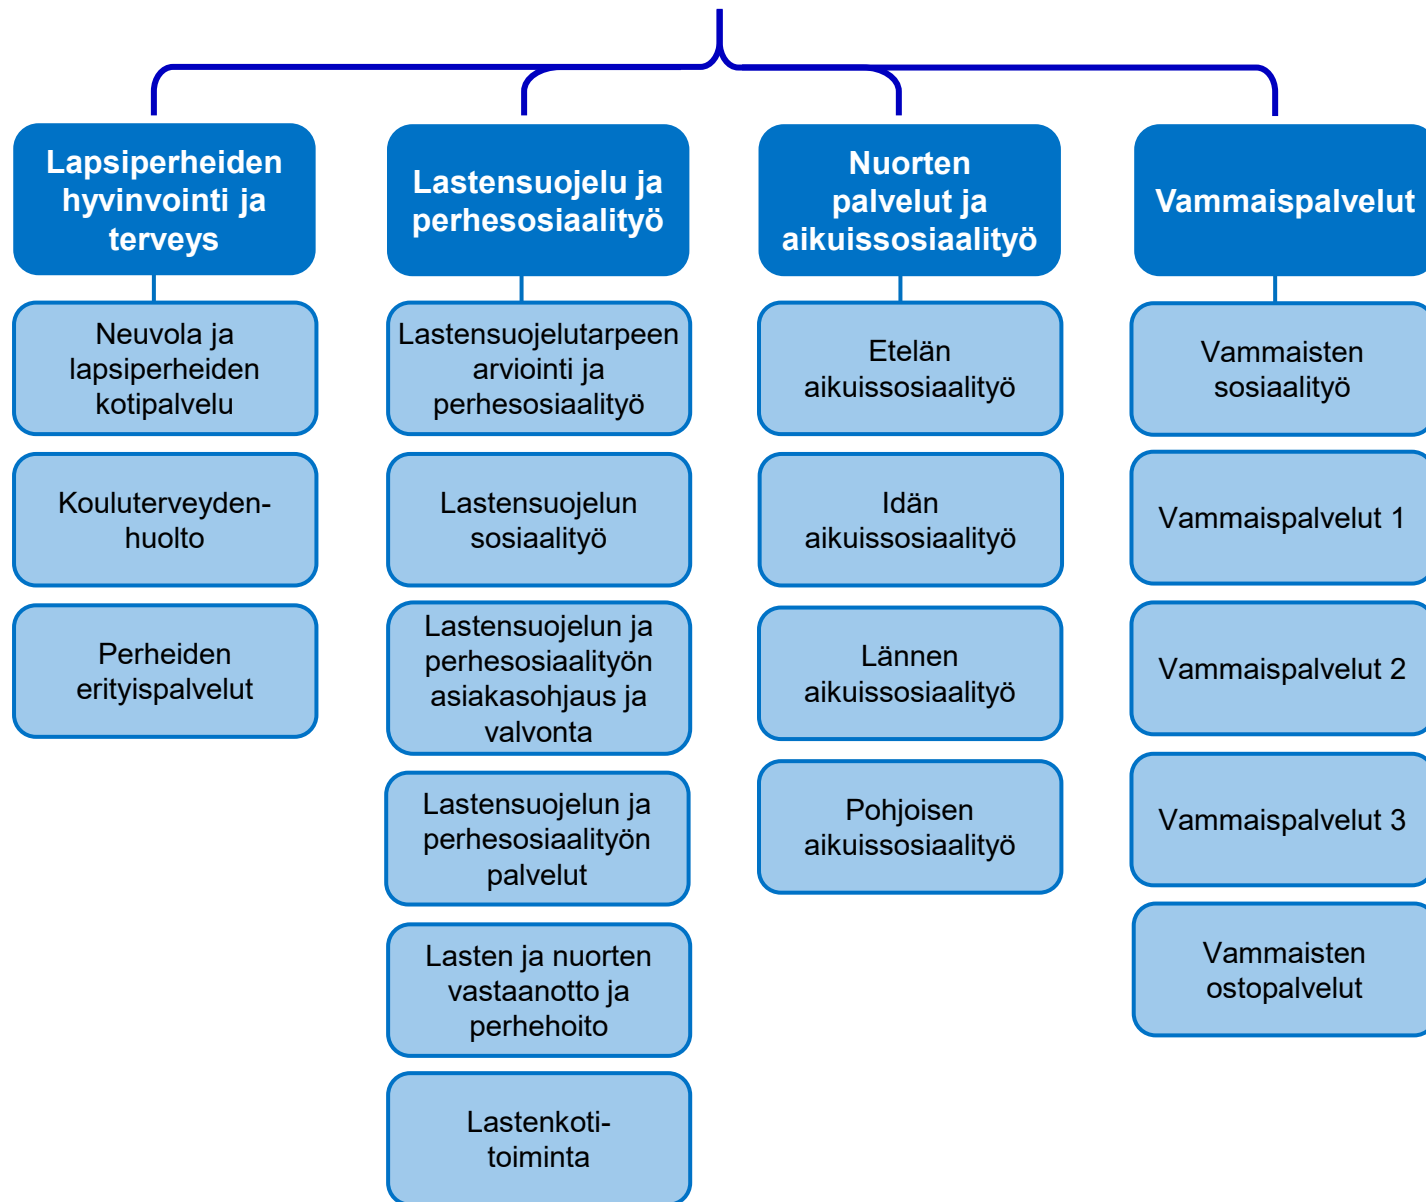 Lapsiperheiden
hyvinvointi ja
terveys
Neuvola ja
lapsiperheiden
kotipalvelu
Kouluterveyden-
huolto
Perheiden
erityispalvelut
Lastensuojelu ja
perhesosiaalityö
Lastensuojelutarpeen
arviointi ja
perhesosiaalityö
Lastensuojelun
sosiaalityö
Lastensuojelun ja
perhesosiaalityön
asiakasohjaus ja
valvonta
Lastensuojelun ja
perhesosiaalityön
palvelut
Lasten ja nuorten
vastaanotto ja
perhehoito
Lastenkoti-
toiminta
Nuorten
palvelut ja
aikuissosiaalityö
Etelän
aikuissosiaalityö
Idän
aikuissosiaalityö
Lännen
aikuissosiaalityö
Pohjoisen
aikuissosiaalityö
Vammaispalvelut
Vammaisten
sosiaalityö
Vammaispalvelut 1
Vammaispalvelut 2
Vammaispalvelut 3
Vammaisten
ostopalvelut